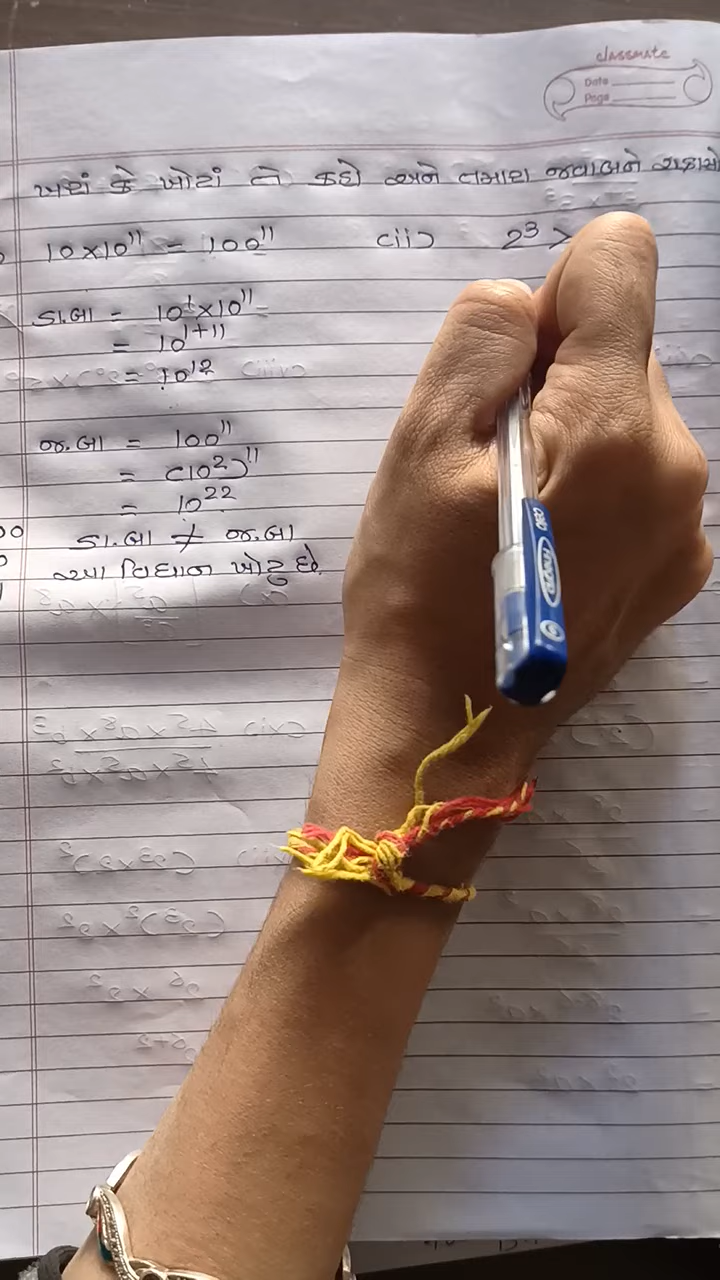 classmate
Date
Page
ખરાં કે ખોટાં તે કહો અને તમારા જવાબને ચકાસો
10×10¹¹ = 100¹¹
(ii) 2³ >
ડા.બા = 10¹×10¹¹
= 10¹⁺¹¹
= 10¹²
જ.બા = 100¹¹
= (10²)¹¹
= 10²²
ડા.બા ≠ જ.બા
આ વિધાન ખોટુ છે.